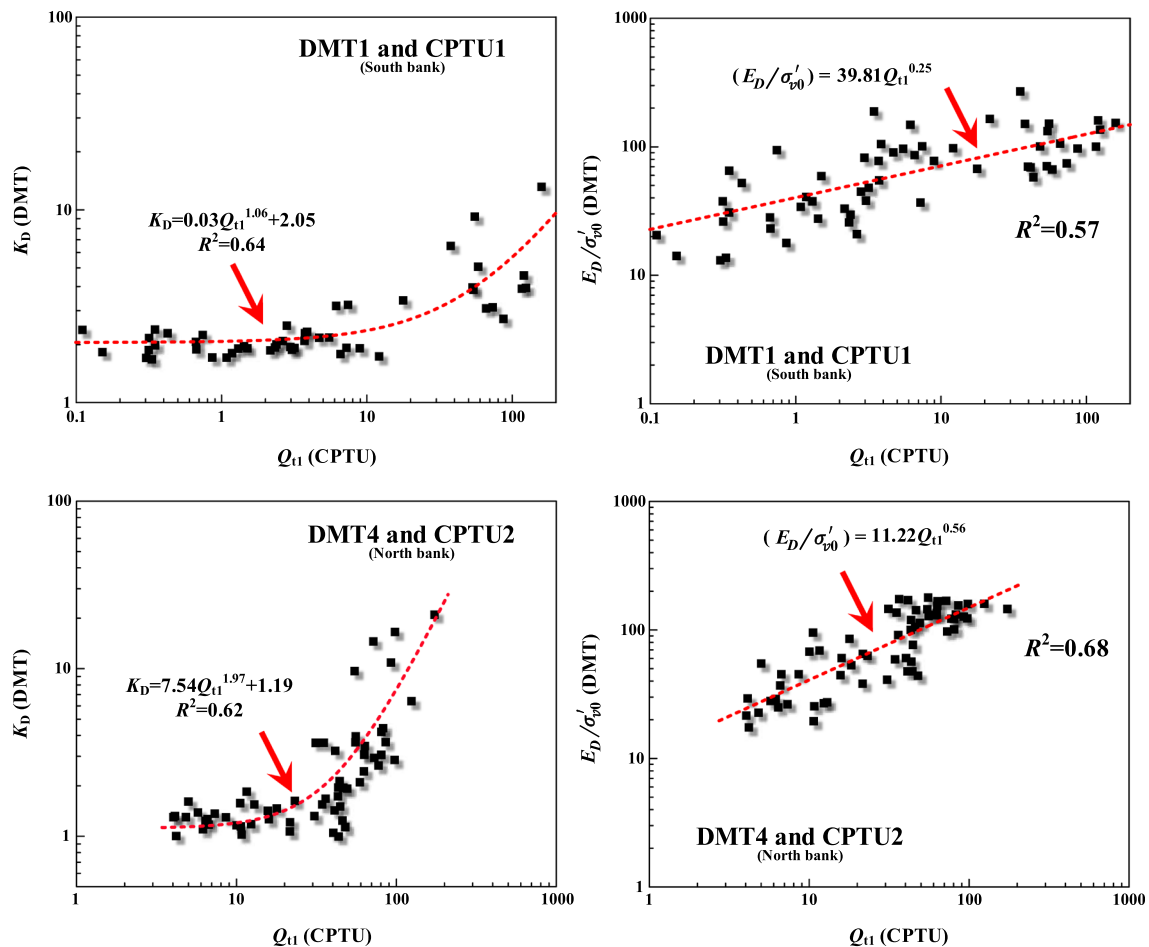 DMT1 and CPTU1
(South bank)
K_D=0.03Q_t1^1.06+2.05
R²=0.64
100
10
1
K_D (DMT)
0.1
1
10
100
Q_t1 (CPTU)
(E_D/σ'_v0) = 39.81Q_t1^0.25
R²=0.57
DMT1 and CPTU1
(South bank)
1000
100
10
1
E_D/σ'_v0 (DMT)
0.1
1
10
100
Q_t1 (CPTU)
DMT4 and CPTU2
(North bank)
K_D=7.54Q_t1^1.97+1.19
R²=0.62
100
10
1
K_D (DMT)
1
10
100
1000
Q_t1 (CPTU)
(E_D/σ'_v0) = 11.22Q_t1^0.56
R²=0.68
DMT4 and CPTU2
(North bank)
1000
100
10
1
E_D/σ'_v0 (DMT)
1
10
100
1000
Q_t1 (CPTU)